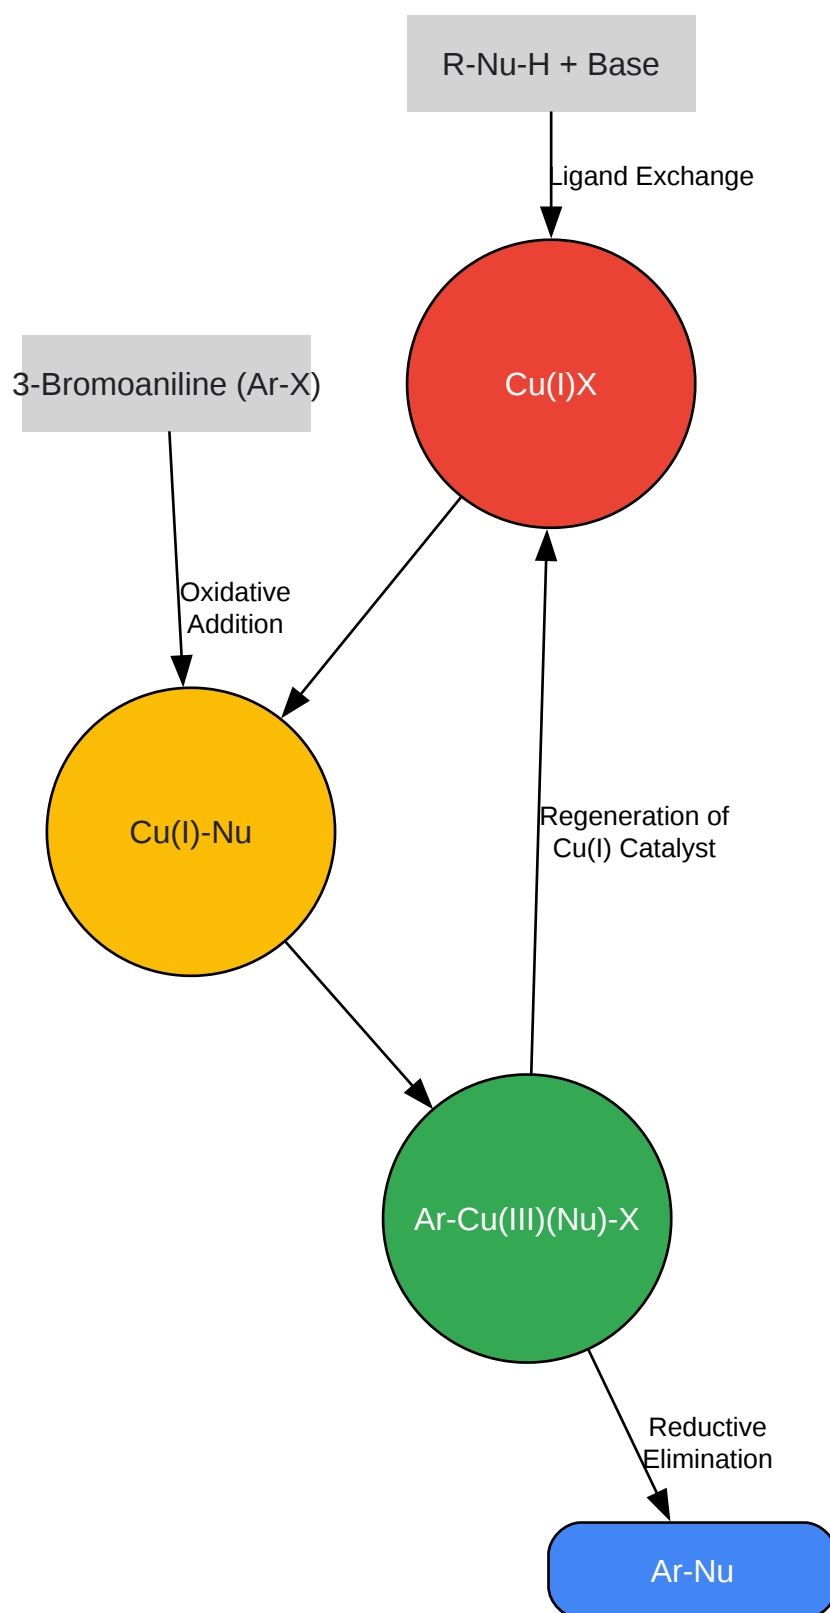 R-Nu-H + Base
Ligand Exchange
3-Bromoaniline (Ar-X)
Cu(I)X
Oxidative
Addition
Cu(I)-Nu
Regeneration of
Cu(I) Catalyst
Ar-Cu(III)(Nu)-X
Reductive
Elimination
Ar-Nu